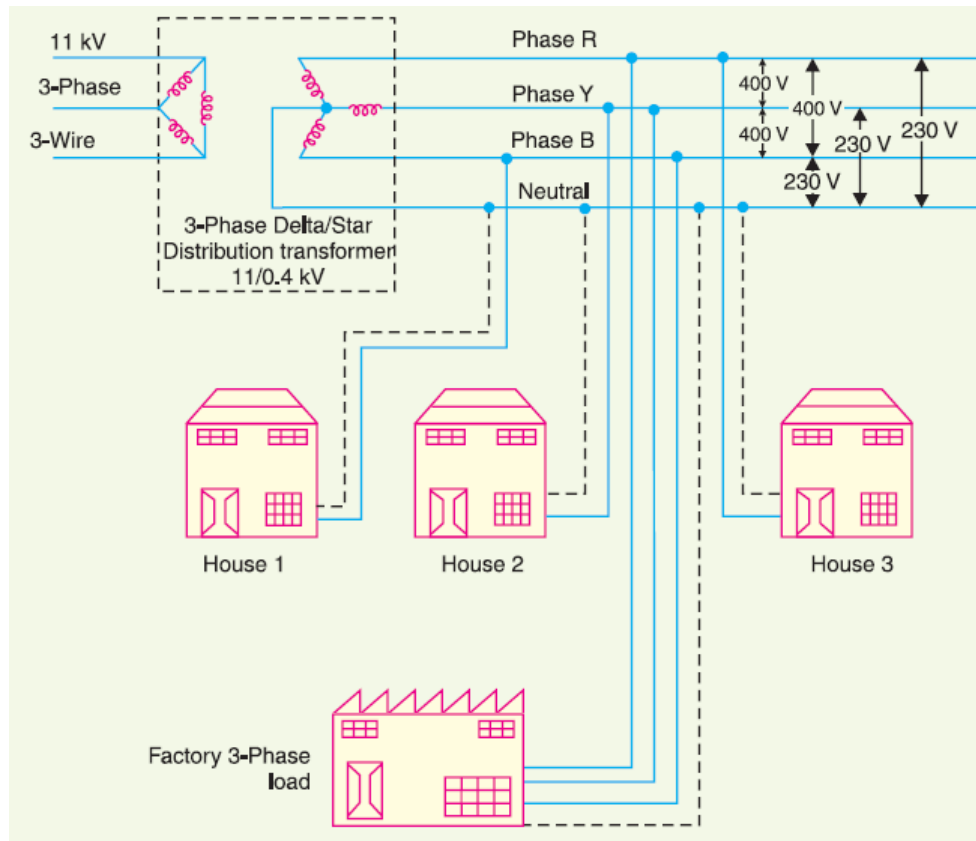 11 kV
3-Phase
3-Wire
3-Phase Delta/Star
Distribution transformer
11/0.4 kV
Phase R
Phase Y
Phase B
Neutral
400 V
400 V
400 V
230 V
230 V
230 V
House 1
House 2
House 3
Factory 3-Phase
load